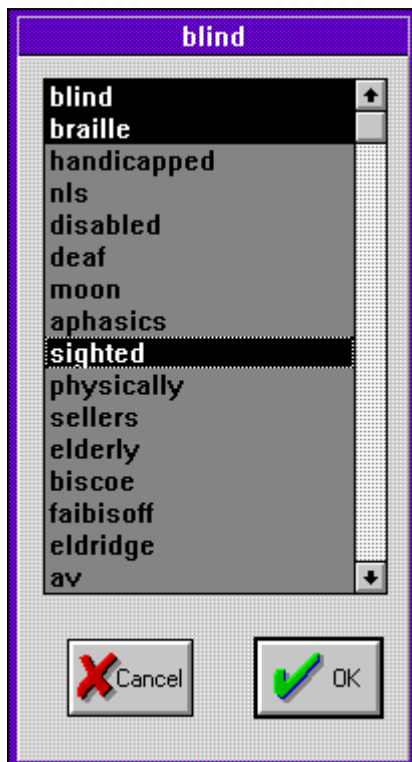 blind
blind
braille
handicapped
nls
disabled
deaf
moon
aphasics
sighted
physically
sellers
elderly
biscoe
faibisoff
eldridge
av
Cancel
OK